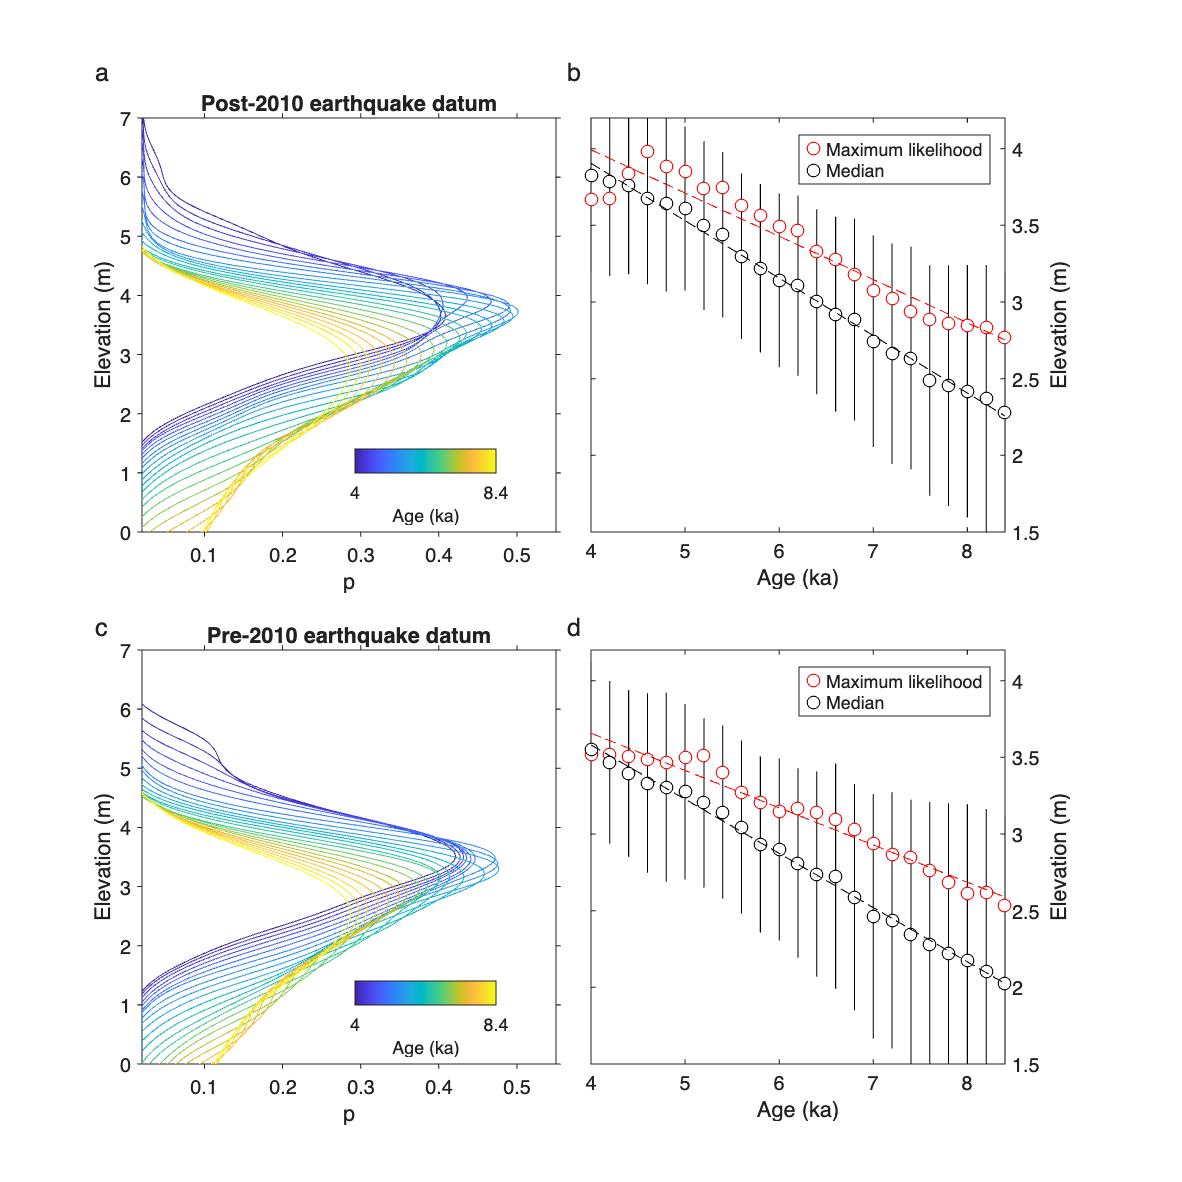 a
Post-2010 earthquake datum
7
6
5
4
3
2
1
0
Elevation (m)
0.1 0.2 0.3 0.4 0.5
p
4 8.4
Age (ka)
b
Maximum likelihood
Median
4
3.5
3
2.5
2
1.5
Elevation (m)
4 5 6 7 8
Age (ka)
c
Pre-2010 earthquake datum
7
6
5
4
3
2
1
0
Elevation (m)
0.1 0.2 0.3 0.4 0.5
p
4 8.4
Age (ka)
d
Maximum likelihood
Median
4
3.5
3
2.5
2
1.5
Elevation (m)
4 5 6 7 8
Age (ka)